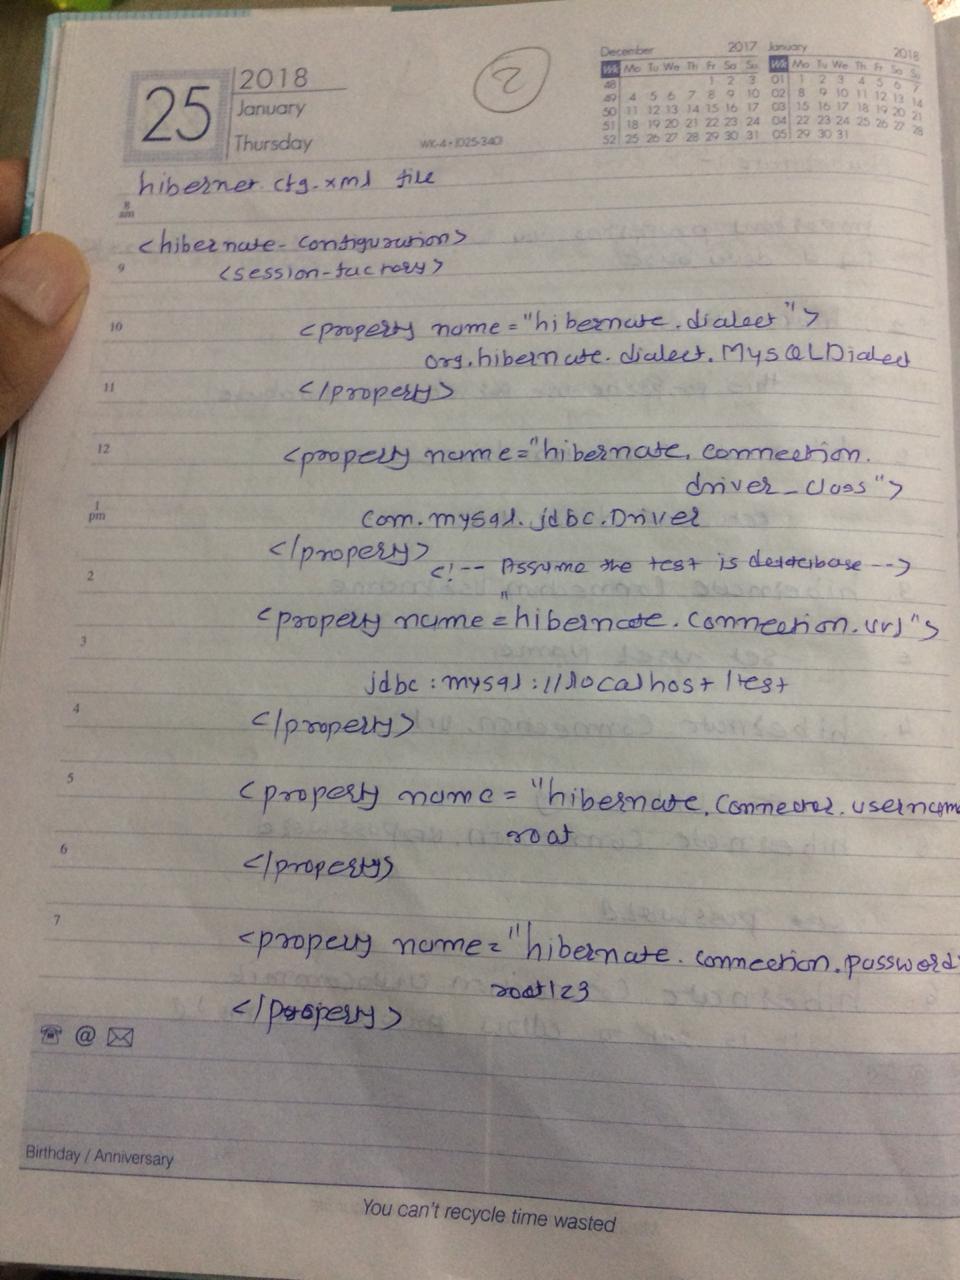 2
25
2018
January
Thursday
WK-4 • (025-340)
December 2017
Wk Mo Tu We Th Fr Sa Su
48 1 2 3
49 4 5 6 7 8 9 10
50 11 12 13 14 15 16 17
51 18 19 20 21 22 23 24
52 25 26 27 28 29 30 31
January 2018
Wk Mo Tu We Th Fr Sa Su
01 1 2 3 4 5 6 7
02 8 9 10 11 12 13 14
03 15 16 17 18 19 20 21
04 22 23 24 25 26 27 28
05 29 30 31
hiberner.cfg.xml file
8 am
<hibernate-configuration>
9
<session-factory>
10
<property name="hibernate.dialect">
org.hibernate.dialect.MySQLDialect
11
</property>
12
<property name="hibernate.connection.
driver_class">
1 pm
com.mysql.jdbc.Driver
</property>
<!-- Assume the test is database -->
2
<property name="hibernate.connection.url">
3
jdbc:mysql://localhost/test
4
</property>
5
<property name="hibernate.connector.usernam
root
6
</property>
7
<propery name="hibernate.connection.password
root123
</property>
@
Birthday / Anniversary
You can't recycle time wasted